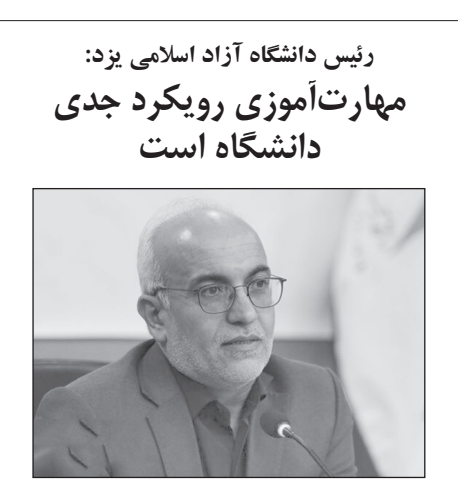 رئیس دانشگاه آزاد اسلامی یزد:
مهارت‌آموزی رویکرد جدی
دانشگاه است